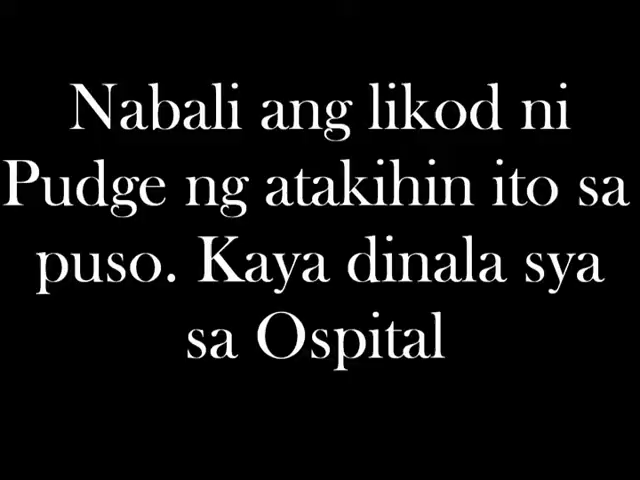 Nabali ang likod ni
Pudge ng atakihin ito sa
puso. Kaya dinala sya
sa Ospital